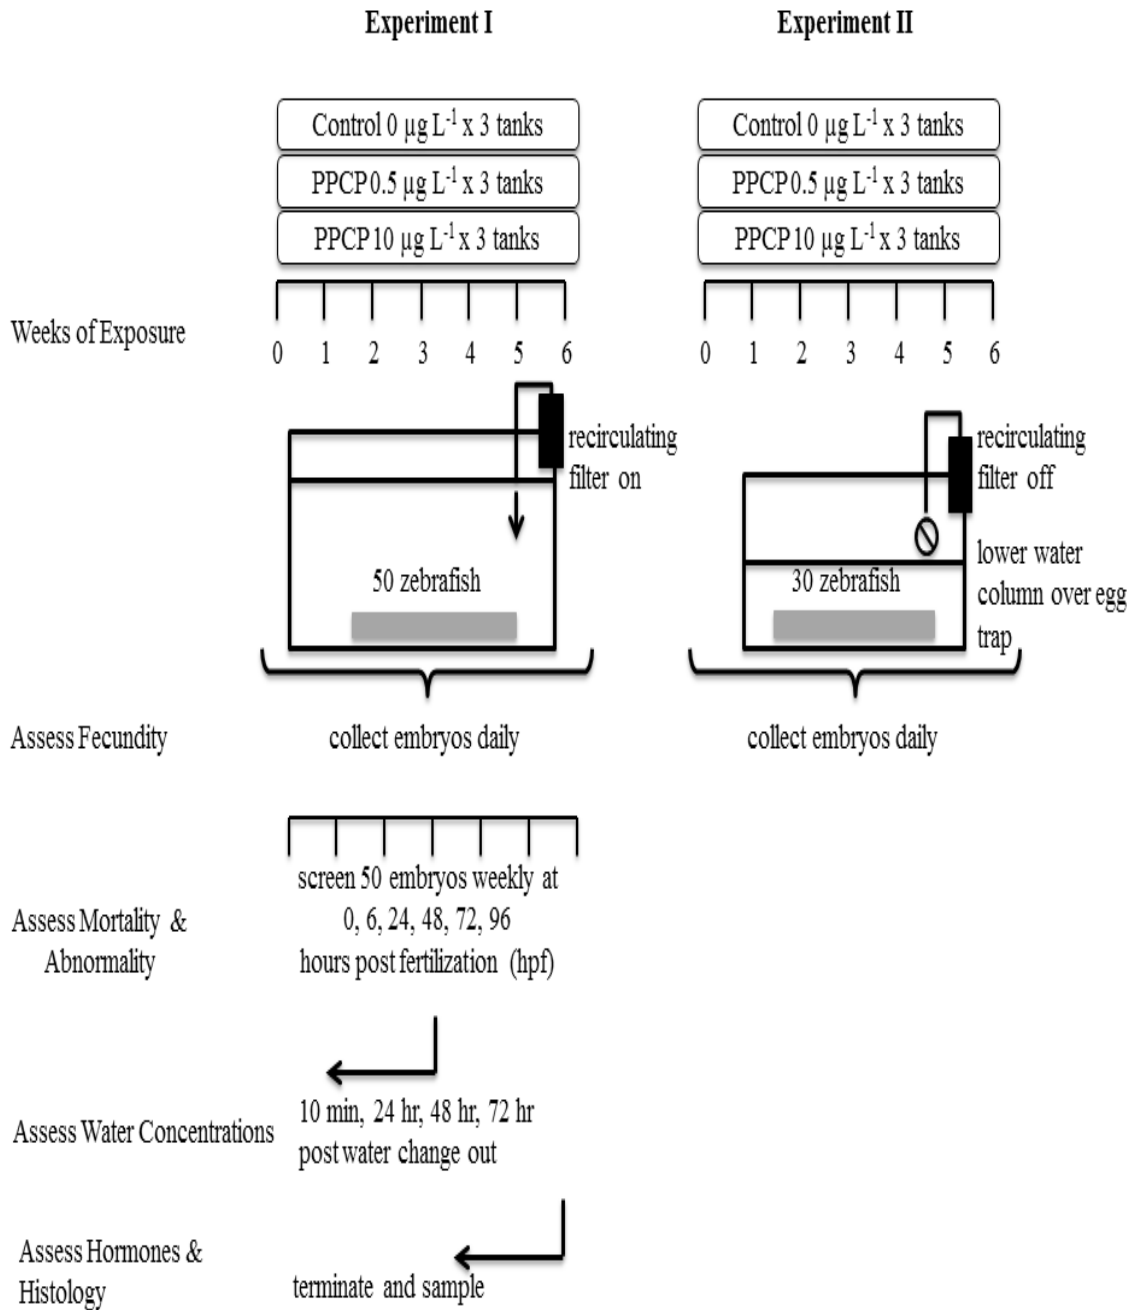 Experiment I
Experiment II
Control 0 µg L⁻¹ x 3 tanks
Control 0 µg L⁻¹ x 3 tanks
PPCP 0.5 µg L⁻¹ x 3 tanks
PPCP 0.5 µg L⁻¹ x 3 tanks
PPCP 10 µg L⁻¹ x 3 tanks
PPCP 10 µg L⁻¹ x 3 tanks
Weeks of Exposure
0 1 2 3 4 5 6
0 1 2 3 4 5 6
recirculating
filter on
50 zebrafish
recirculating
filter off
lower water
column over egg
trap
30 zebrafish
Assess Fecundity
collect embryos daily
collect embryos daily
screen 50 embryos weekly at
0, 6, 24, 48, 72, 96
hours post fertilization (hpf)
Assess Mortality &
Abnormality
Assess Water Concentrations
10 min, 24 hr, 48 hr, 72 hr
post water change out
Assess Hormones &
Histology
terminate and sample